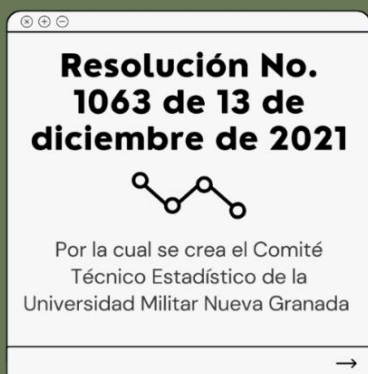 Resolución No.
1063 de 13 de
diciembre de 2021
Por la cual se crea el Comité
Técnico Estadístico de la
Universidad Militar Nueva Granada